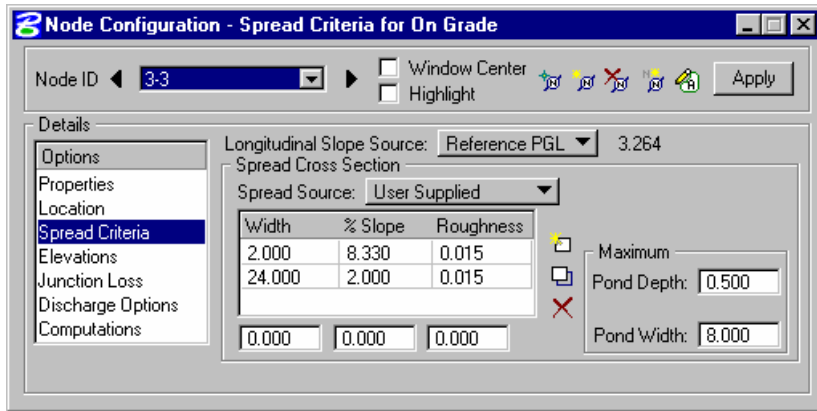 Node Configuration - Spread Criteria for On Grade
Node ID 3-3
Window Center
Highlight
Apply
Details
Options
Properties
Location
Spread Criteria
Elevations
Junction Loss
Discharge Options
Computations
Longitudinal Slope Source: Reference PGL 3.264
Spread Cross Section
Spread Source: User Supplied
Width % Slope Roughness
2.000 8.330 0.015
24.000 2.000 0.015
0.000 0.000 0.000
Maximum
Pond Depth: 0.500
Pond Width: 8.000